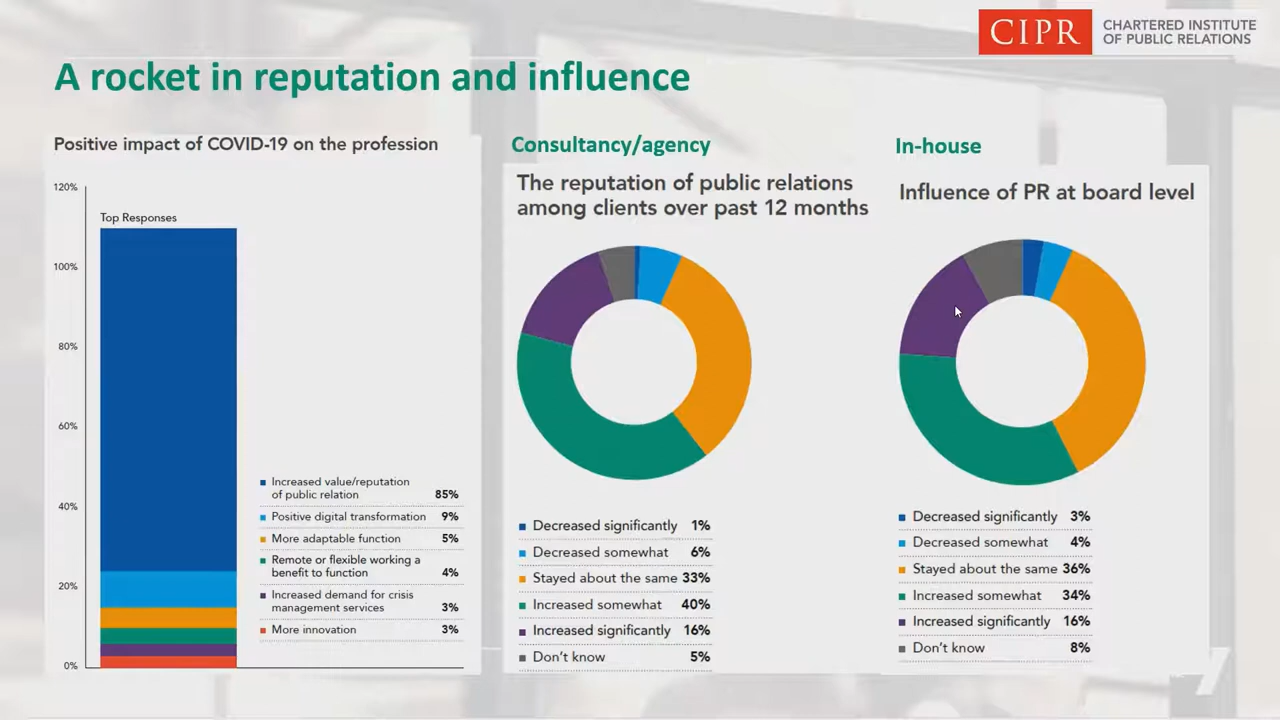 CIPR
CHARTERED INSTITUTE
OF PUBLIC RELATIONS
A rocket in reputation and influence
Positive impact of COVID-19 on the profession
120%
100%
80%
60%
40%
20%
0%
Top Responses
Increased value/reputation
of public relation 85%
Positive digital transformation 9%
More adaptable function 5%
Remote or flexible working a
benefit to function 4%
Increased demand for crisis
management services 3%
More innovation 3%
Consultancy/agency
The reputation of public relations
among clients over past 12 months
Decreased significantly 1%
Decreased somewhat 6%
Stayed about the same 33%
Increased somewhat 40%
Increased significantly 16%
Don't know 5%
In-house
Influence of PR at board level
Decreased significantly 3%
Decreased somewhat 4%
Stayed about the same 36%
Increased somewhat 34%
Increased significantly 16%
Don't know 8%